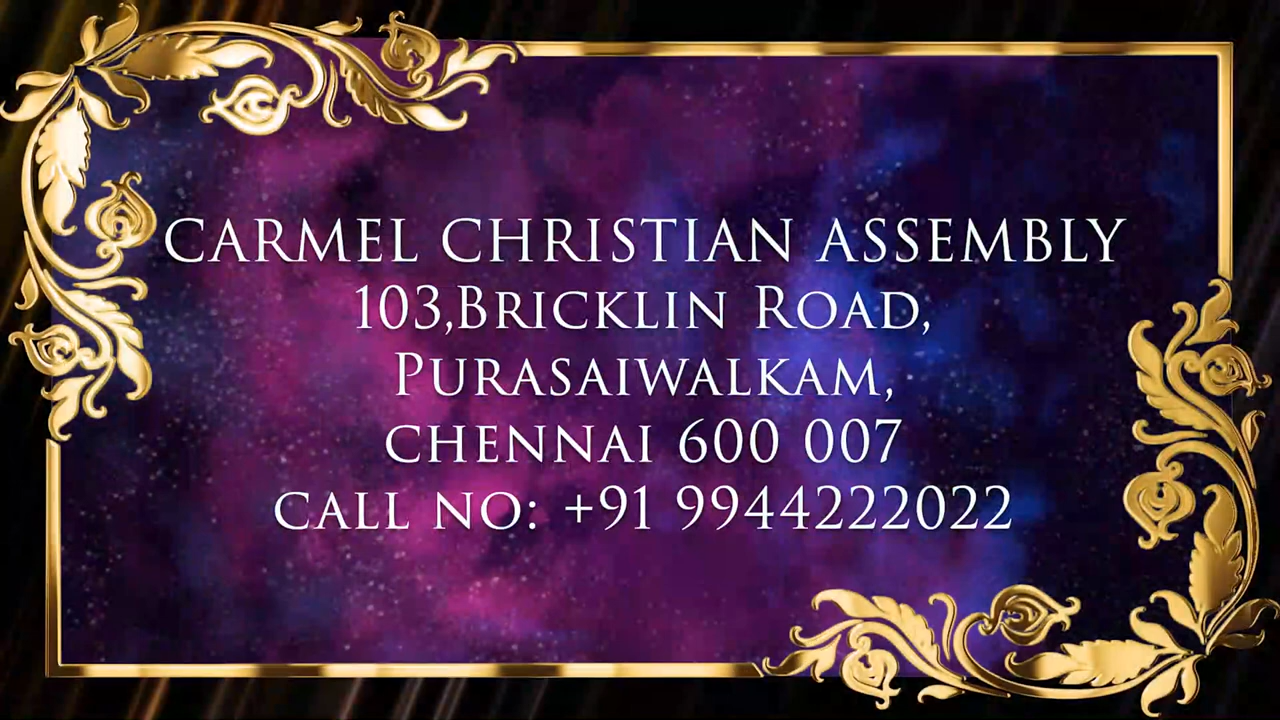 CARMEL CHRISTIAN ASSEMBLY
103,Bricklin Road,
Purasaiwalkam,
chennai 600 007
call no: +91 9944222022